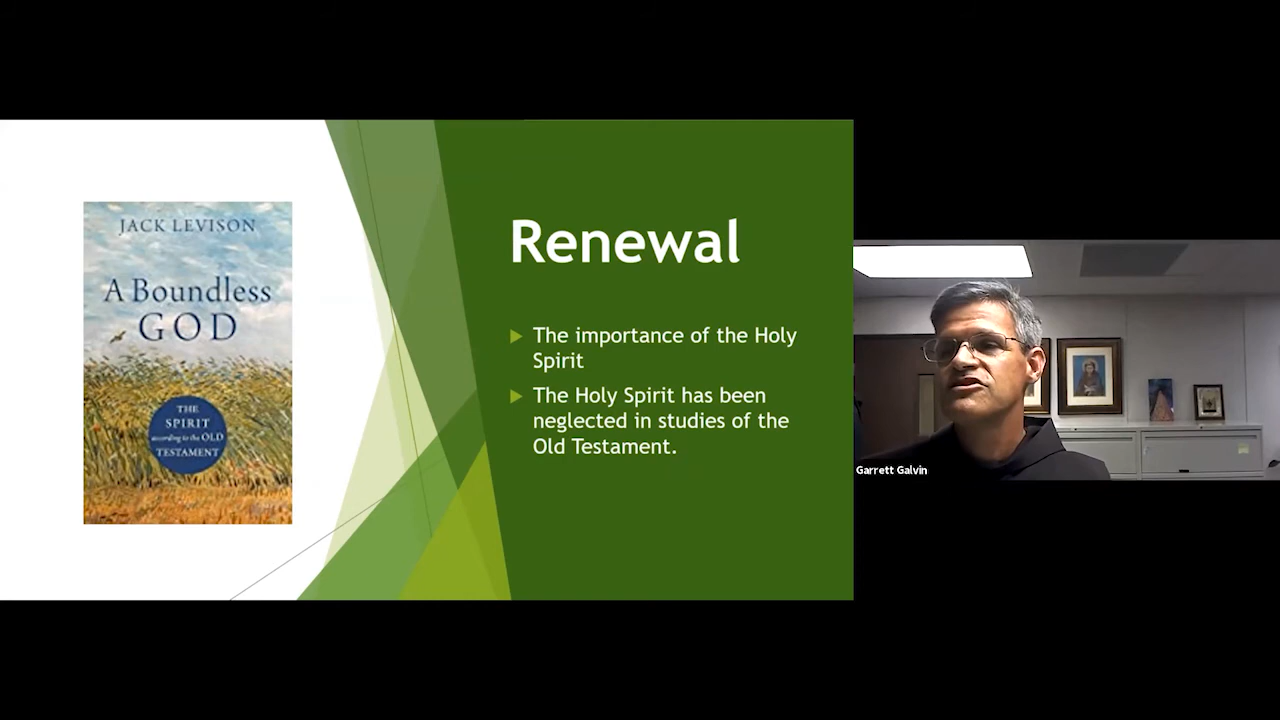 JACK LEVISON
A Boundless
GOD
THE
SPIRIT
according to the OLD
TESTAMENT
Renewal
The importance of the Holy
Spirit
The Holy Spirit has been
neglected in studies of the
Old Testament.
Garrett Galvin